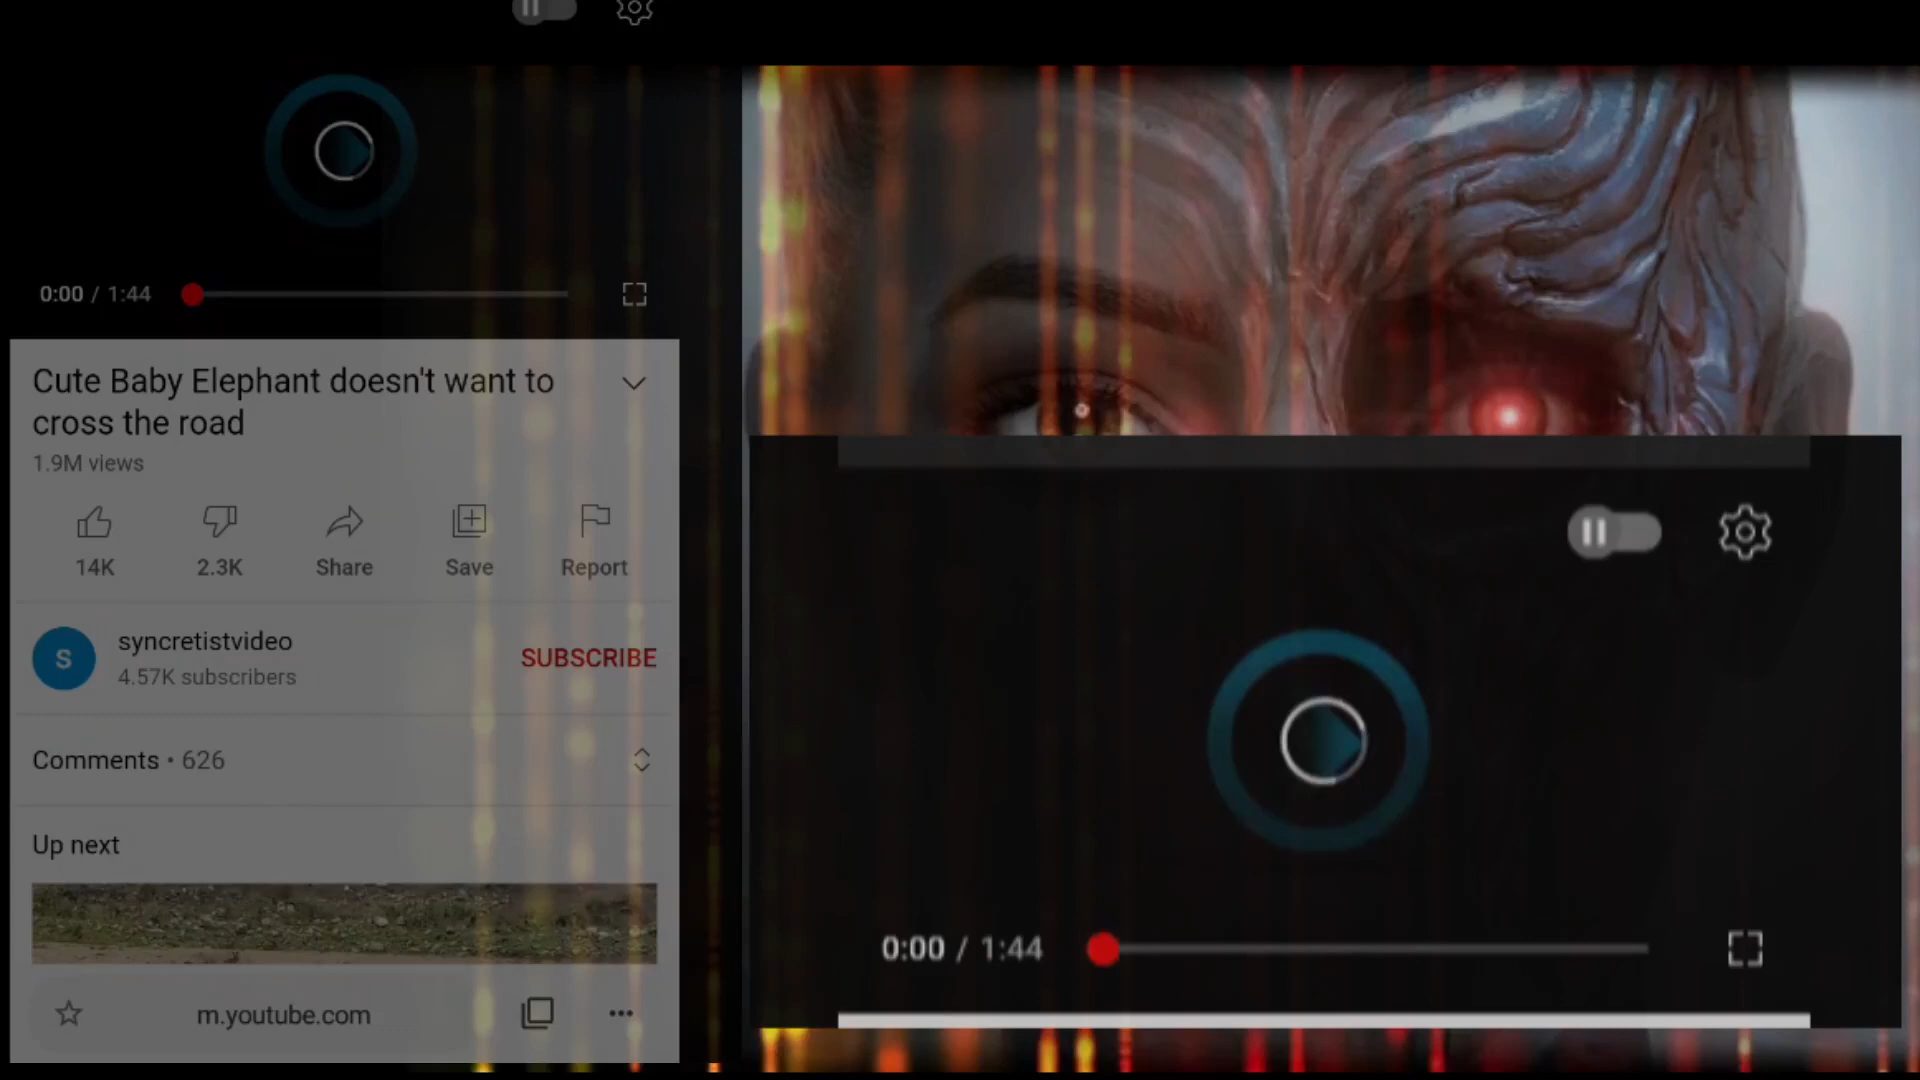 0:00 / 1:44
Cute Baby Elephant doesn't want to
cross the road
1.9M views
14K
2.3K
Share
Save
Report
S
syncretistvideo
4.57K subscribers
SUBSCRIBE
Comments • 626
Up next
m.youtube.com
0:00 / 1:44